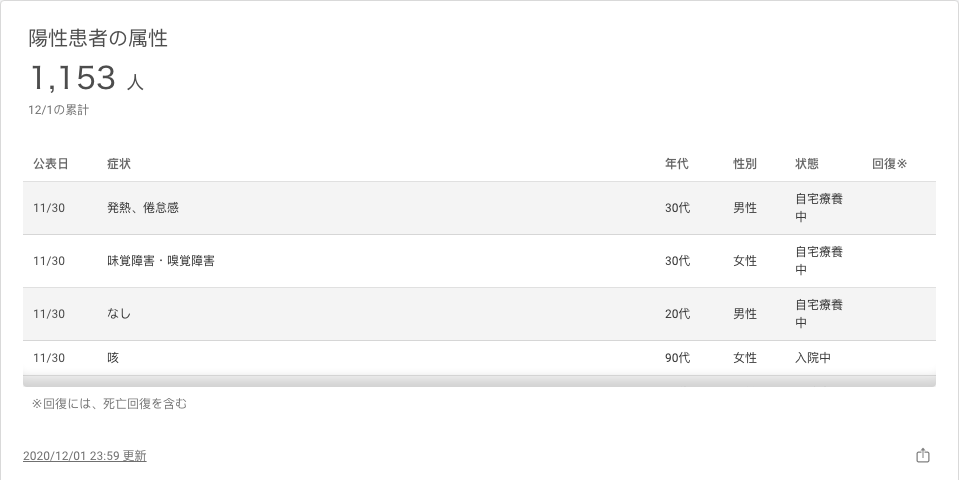 陽性患者の属性
1,153 人
12/1の累計
公表日 症状 年代 性別 状態 回復※
11/30 発熱、倦怠感 30代 男性 自宅療養
中
11/30 味覚障害・嗅覚障害 30代 女性 自宅療養
中
11/30 なし 20代 男性 自宅療養
中
11/30 咳 90代 女性 入院中
※回復には、死亡回復を含む
2020/12/01 23:59 更新